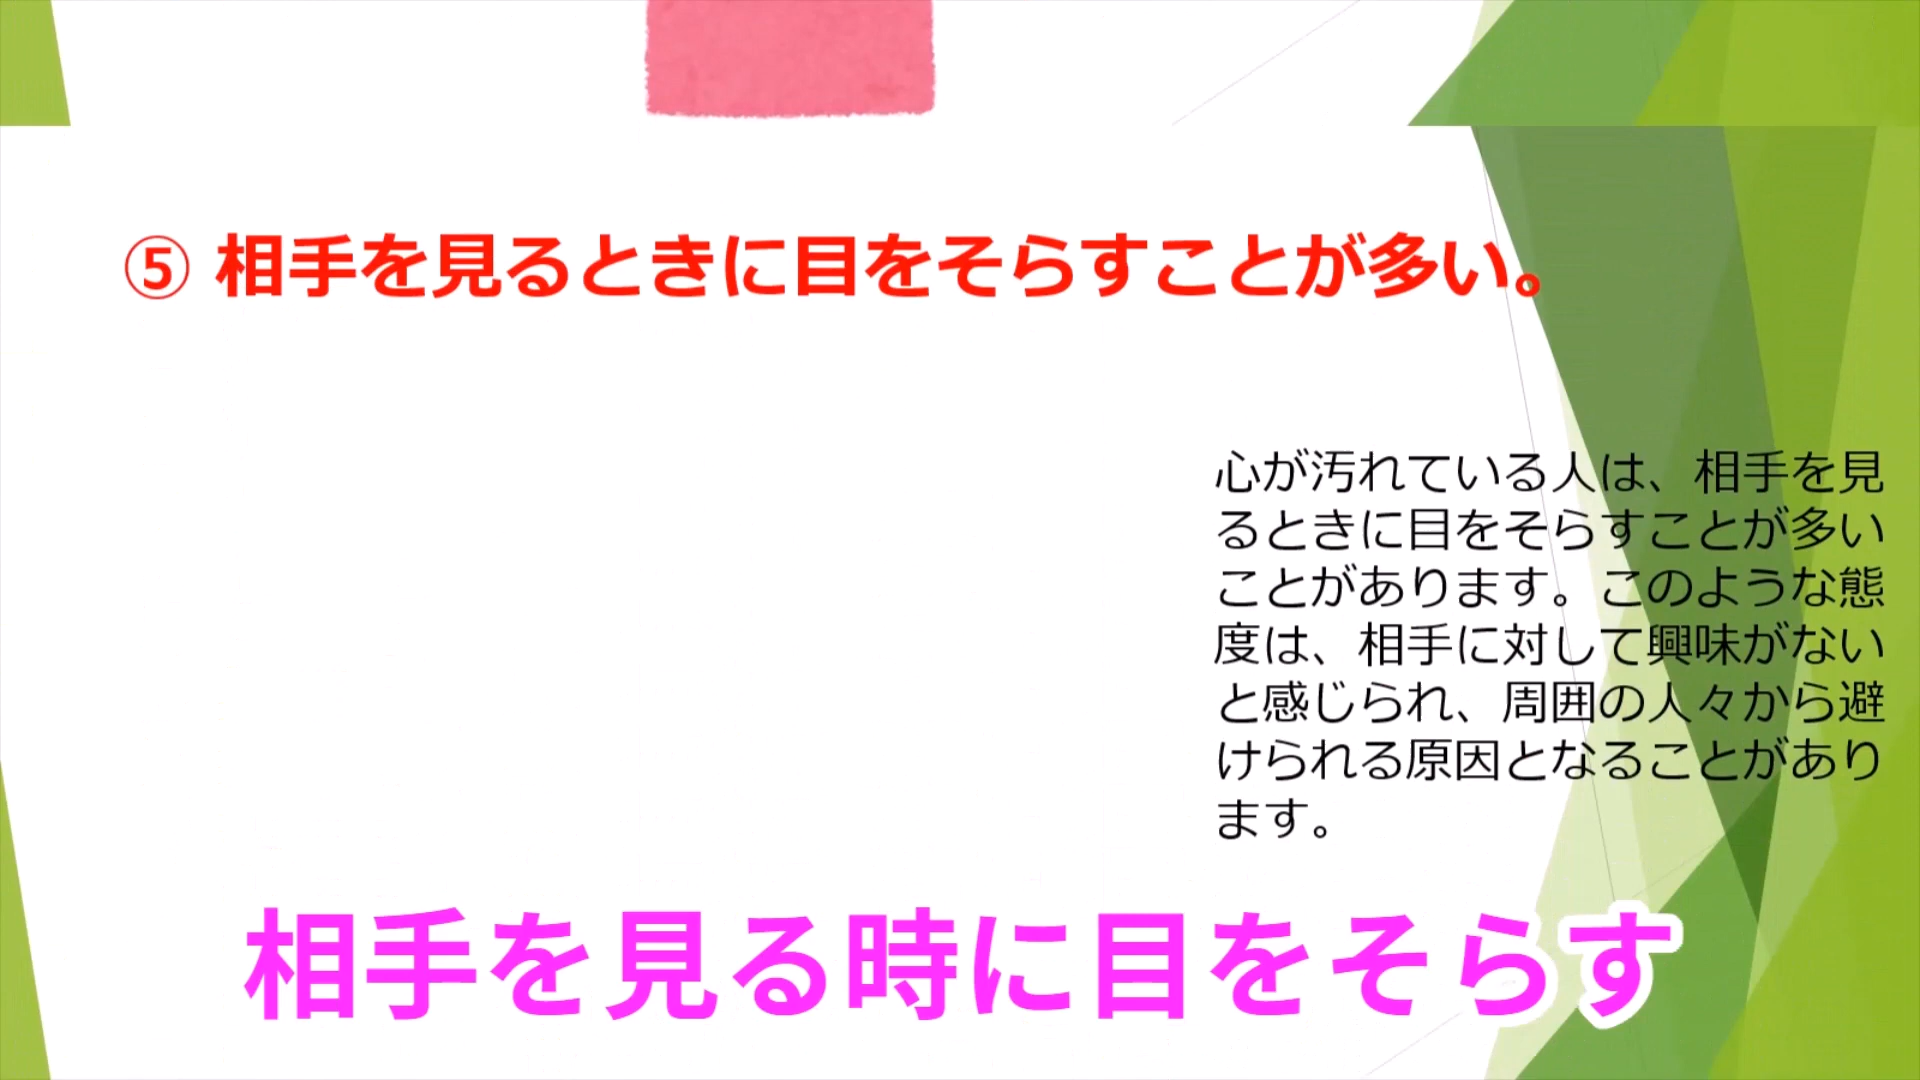 ⑤ 相手を見るときに目をそらすことが多い。
心が汚れている人は、相手を見
るときに目をそらすことが多い
ことがあります。このような態
度は、相手に対して興味がない
と感じられ、周囲の人々から避
けられる原因となることがあり
ます。
相手を見る時に目をそらす